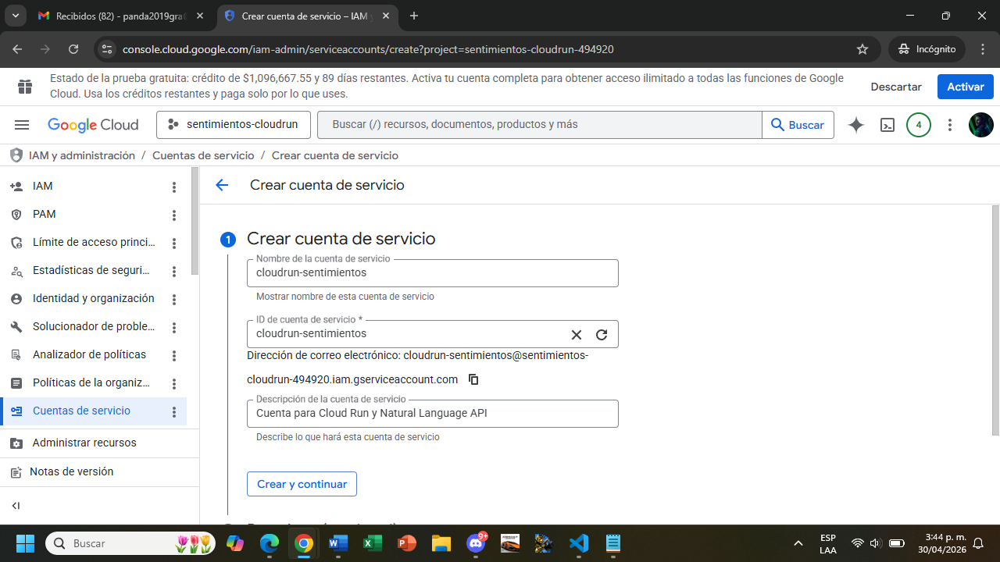 Recibidos (82) - panda2019gra
Crear cuenta de servicio – IAM y
console.cloud.google.com/iam-admin/serviceaccounts/create?project=sentimientos-cloudrun-494920
Incógnito
Estado de la prueba gratuita: crédito de $1,096,667.55 y 89 días restantes. Activa tu cuenta completa para obtener acceso ilimitado a todas las funciones de Google
Cloud. Usa los créditos restantes y paga solo por lo que uses.
Descartar
Activar
Google Cloud
sentimientos-cloudrun
Buscar (/) recursos, documentos, productos y más
Buscar
4
IAM y administración / Cuentas de servicio / Crear cuenta de servicio
IAM
PAM
Límite de acceso princi...
Estadísticas de seguri...
Identidad y organización
Solucionador de proble...
Analizador de políticas
Políticas de la organiz...
Cuentas de servicio
Administrar recursos
Notas de versión
Crear cuenta de servicio
1
Crear cuenta de servicio
Nombre de la cuenta de servicio
cloudrun-sentimientos
Mostrar nombre de esta cuenta de servicio
ID de cuenta de servicio *
cloudrun-sentimientos
Dirección de correo electrónico: cloudrun-sentimientos@sentimientos-
cloudrun-494920.iam.gserviceaccount.com
Descripción de la cuenta de servicio
Cuenta para Cloud Run y Natural Language API
Describe lo que hará esta cuenta de servicio
Crear y continuar
Buscar
9+
ESP
LAA
3:44 p. m.
30/04/2026